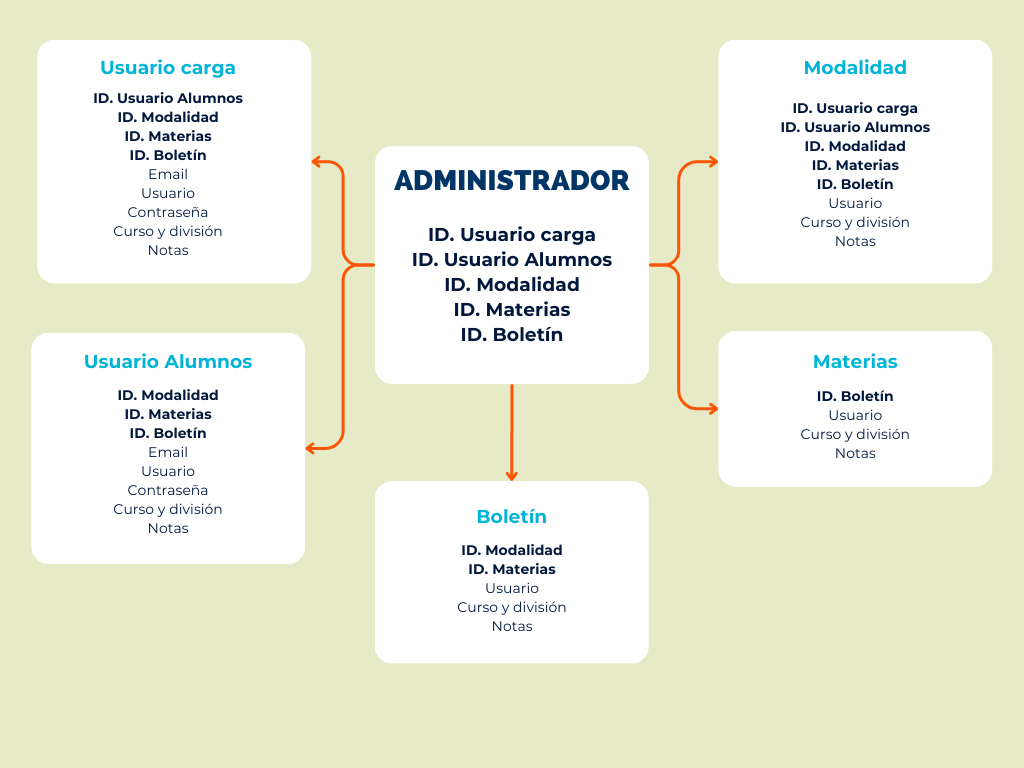 Usuario carga
ID. Usuario Alumnos
ID. Modalidad
ID. Materias
ID. Boletín
Email
Usuario
Contraseña
Curso y división
Notas
Usuario Alumnos
ID. Modalidad
ID. Materias
ID. Boletín
Email
Usuario
Contraseña
Curso y división
Notas
ADMINISTRADOR
ID. Usuario carga
ID. Usuario Alumnos
ID. Modalidad
ID. Materias
ID. Boletín
Boletín
ID. Modalidad
ID. Materias
Usuario
Curso y división
Notas
Modalidad
ID. Usuario carga
ID. Usuario Alumnos
ID. Modalidad
ID. Materias
ID. Boletín
Usuario
Curso y división
Notas
Materias
ID. Boletín
Usuario
Curso y división
Notas